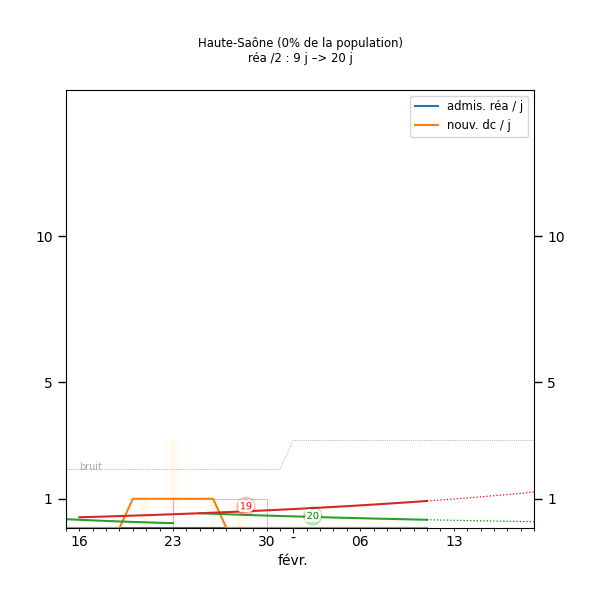 Haute-Saône (0% de la population)
réa /2 : 9 j –> 20 j
admis. réa / j
nouv. dc / j
10
10
5
5
bruit
1
1
19
20
16
23
30
-
06
13
févr.